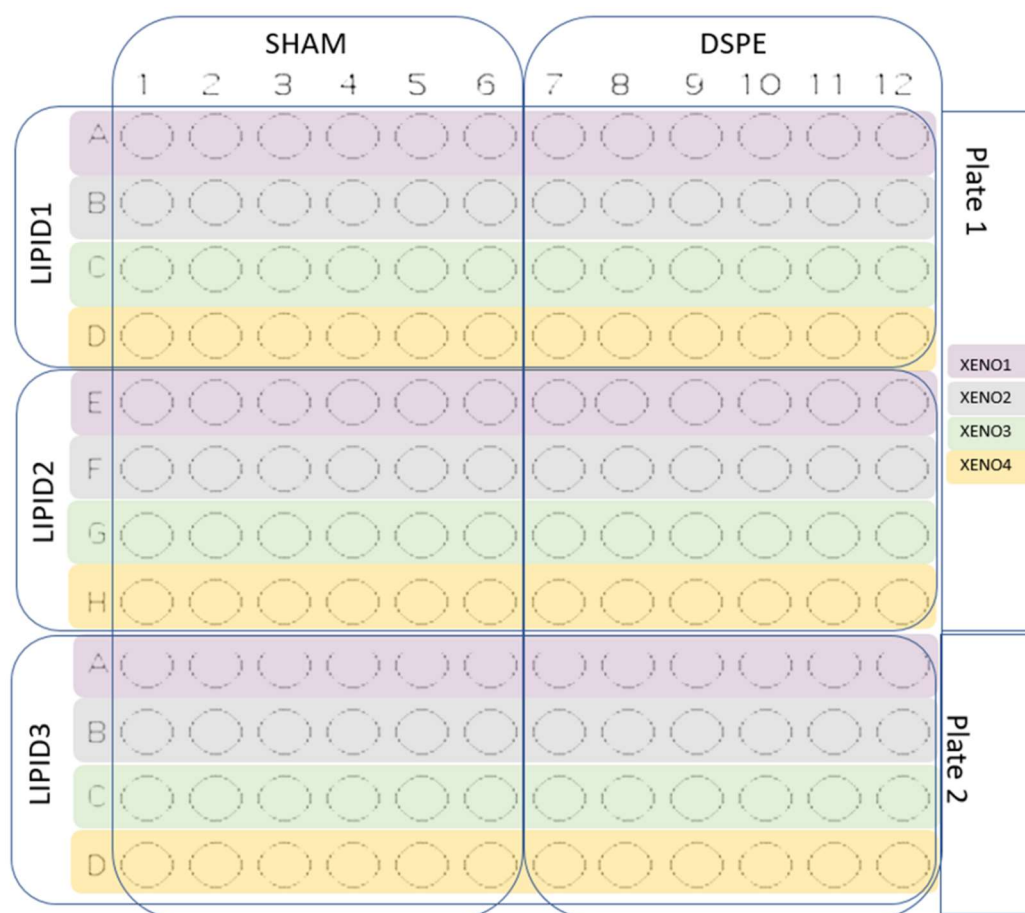 SHAM DSPE
1 2 3 4 5 6 7 8 9 10 11 12
LIPID1
A
B
C
D
LIPID2
E
F
G
H
LIPID3
A
B
C
D
Plate 1
XENO1
XENO2
XENO3
XENO4
Plate 2